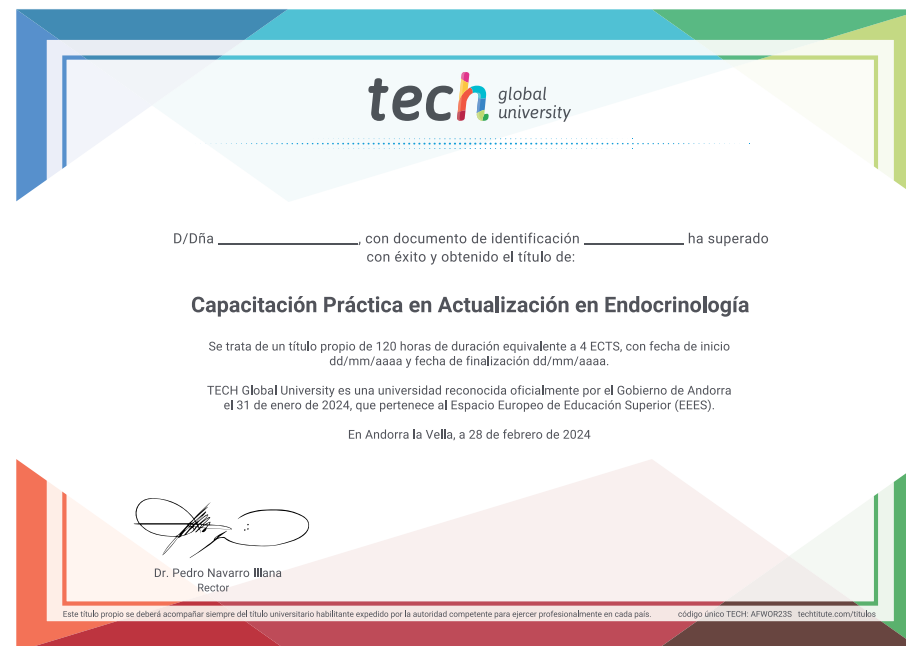 tech global university
D/Dña ____________, con documento de identificación ____________ ha superado
con éxito y obtenido el título de:
Capacitación Práctica en Actualización en Endocrinología
Se trata de un título propio de 120 horas de duración equivalente a 4 ECTS, con fecha de inicio
dd/mm/aaaa y fecha de finalización dd/mm/aaaa.
TECH Global University es una universidad reconocida oficialmente por el Gobierno de Andorra
el 31 de enero de 2024, que pertenece al Espacio Europeo de Educación Superior (EEES).
En Andorra la Vella, a 28 de febrero de 2024
Dr. Pedro Navarro Illana
Rector
Este título propio se deberá acompañar siempre del título universitario habilitante expedido por la autoridad competente para ejercer profesionalmente en cada país. código único TECH: AFWOR23S techtitute.com/titulos